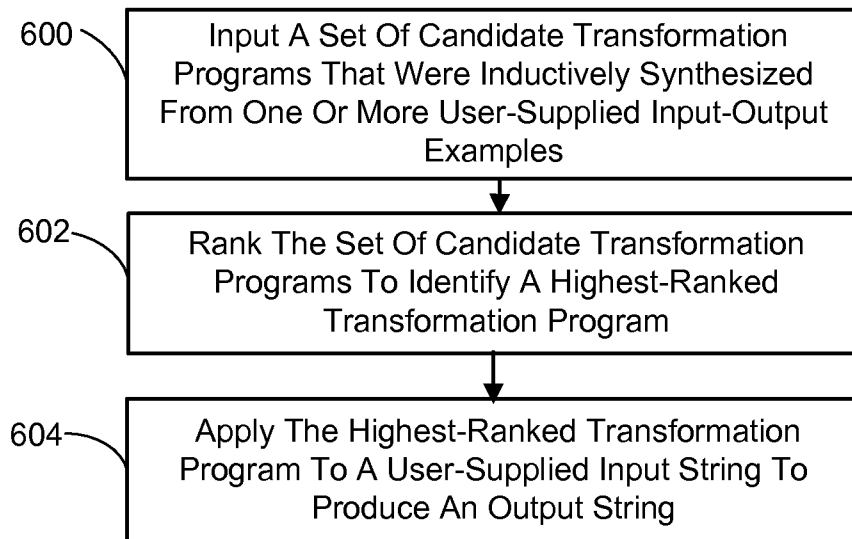 600
Input A Set Of Candidate Transformation
Programs That Were Inductively Synthesized
From One Or More User-Supplied Input-Output
Examples
602
Rank The Set Of Candidate Transformation
Programs To Identify A Highest-Ranked
Transformation Program
604
Apply The Highest-Ranked Transformation
Program To A User-Supplied Input String To
Produce An Output String